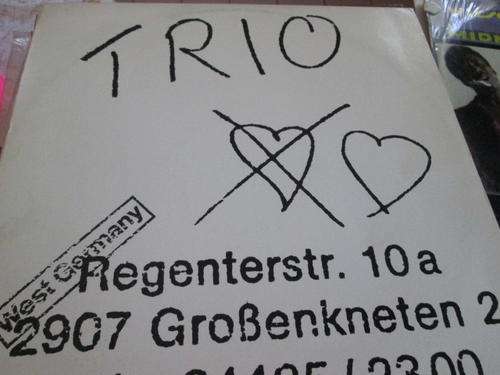 TRIO
West Germany
Regenterstr. 10a
2907 Großenkneten 2